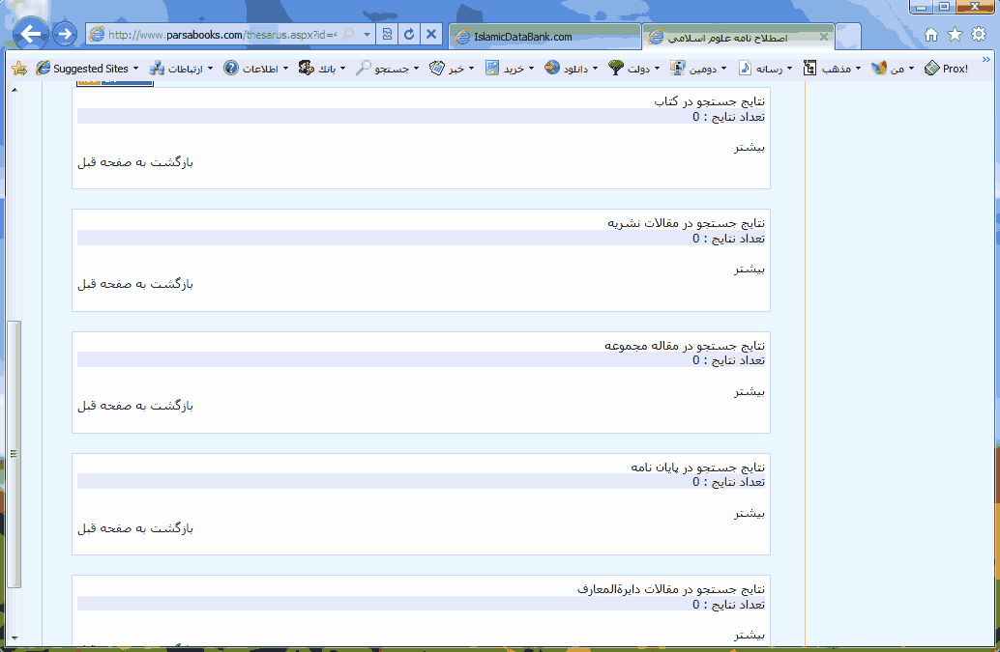 http://www.parsabooks.com/thesarus.aspx?id=
IslamicDataBank.com
اصطلاح نامه علوم اسلامی
Suggested Sites
ارتباطات
اطلاعات
بانك
جستجو
خبر
خرید
دانلود
دولت
دومین
رسانه
مذهب
من
Prox!
نتایج جستجو در کتاب
تعداد نتایج : 0
بیشتر
بازگشت به صفحه قبل
نتایج جستجو در مقالات نشریه
تعداد نتایج : 0
بیشتر
بازگشت به صفحه قبل
نتایج جستجو در مقاله مجموعه
تعداد نتایج : 0
بیشتر
بازگشت به صفحه قبل
نتایج جستجو در پایان نامه
تعداد نتایج : 0
بیشتر
بازگشت به صفحه قبل
نتایج جستجو در مقالات دایرةالمعارف
تعداد نتایج : 0
بیشتر